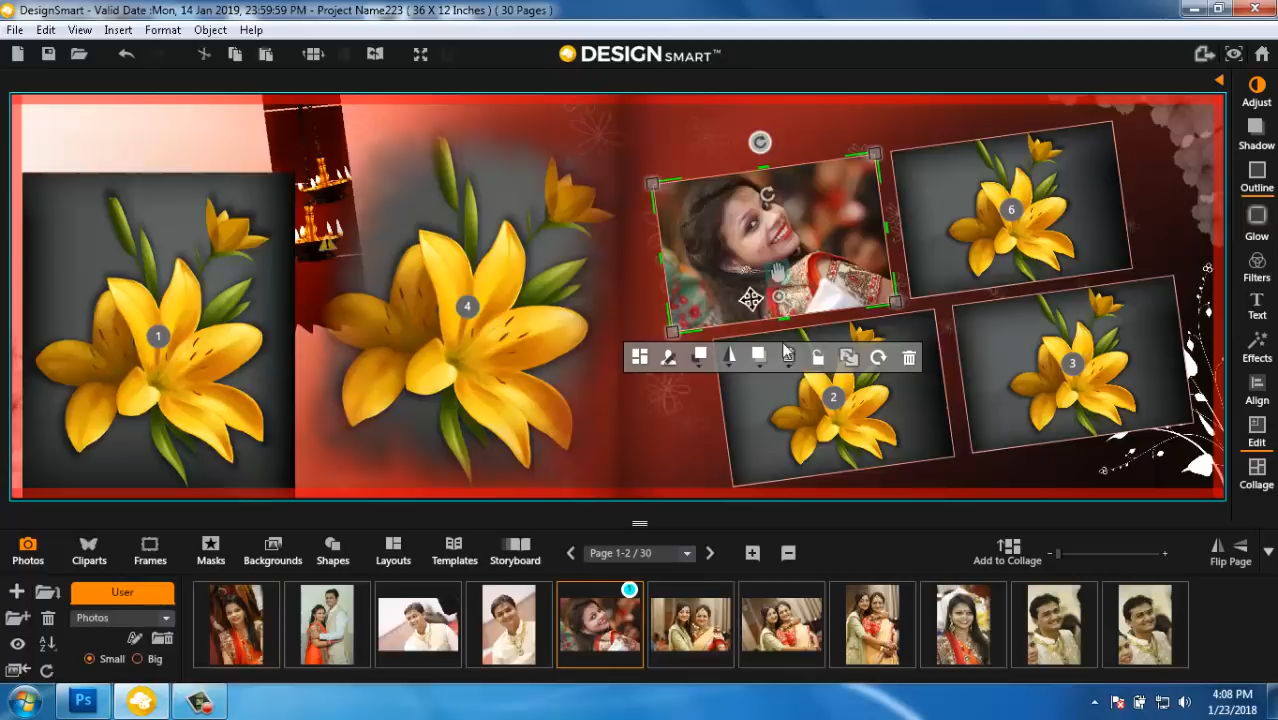 DesignSmart - Valid Date :Mon, 14 Jan 2019, 23:59:59 PM - Project Name223 ( 36 X 12 Inches ) ( 30 Pages )
File Edit View Insert Format Object Help
DESIGN SMART™
Adjust
Shadow
Outline
Glow
Filters
Text
Effects
Align
Edit
Collage
1
4
6
2
3
Photos Cliparts Frames Masks Backgrounds Shapes Layouts Templates Storyboard
Page 1-2 / 30
Add to Collage
Flip Page
User
Photos
Small Big
1
Ps
4:08 PM
1/23/2018